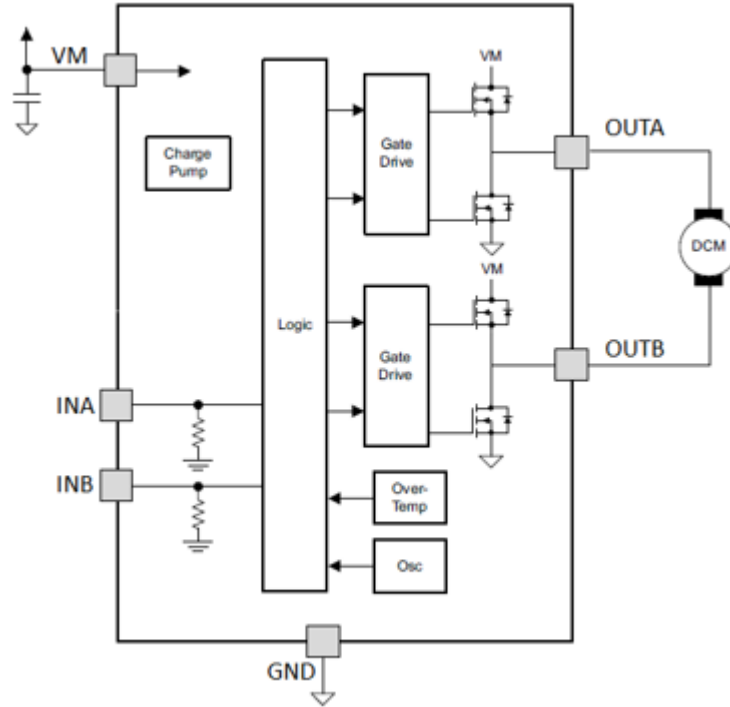 VM
VM
OUTA
Gate
Drive
Charge
Pump
DCM
VM
Logic
OUTB
Gate
Drive
INA
INB
Over-
Temp
Osc
GND